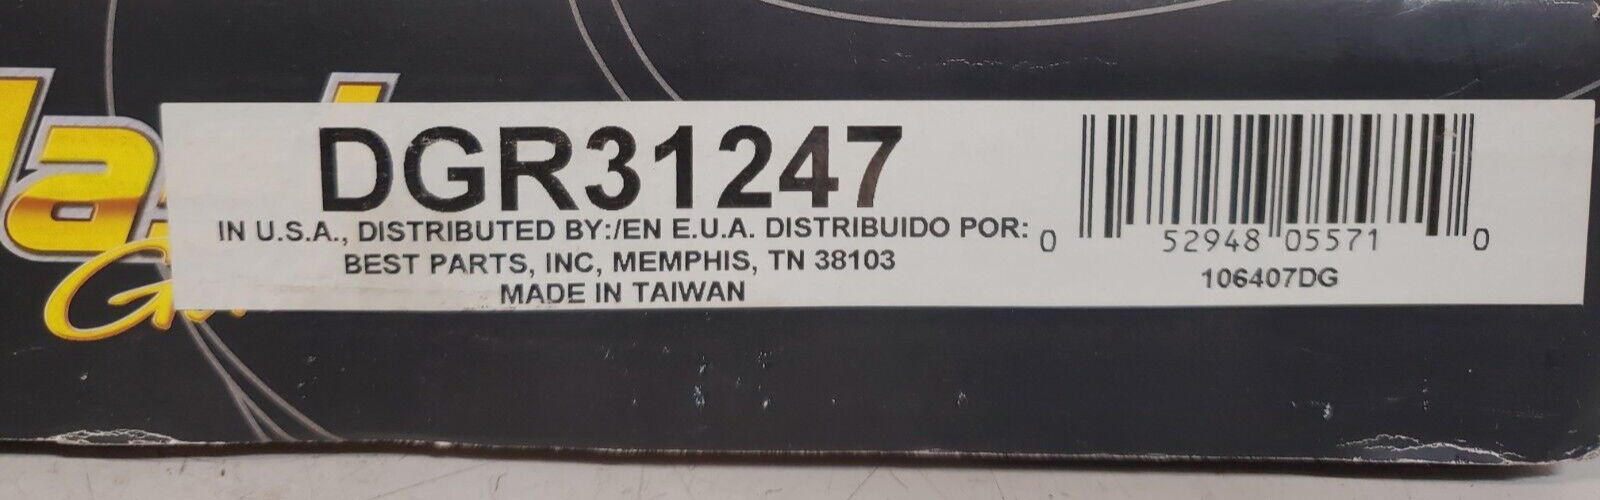 DGR31247
IN U.S.A., DISTRIBUTED BY:/EN E.U.A. DISTRIBUIDO POR:
BEST PARTS, INC, MEMPHIS, TN 38103
MADE IN TAIWAN
0 52948 05571 0
106407DG